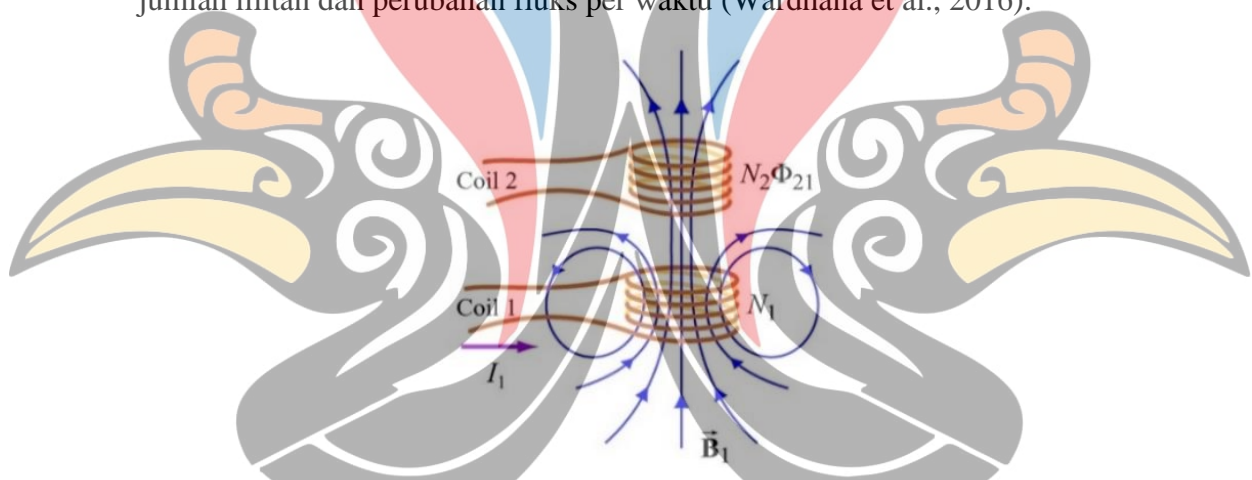 jumlah lilitan dan perubahan fluks per waktu (Wardhana et al., 2016).
Coil 2
N₂Φ₂₁
Coil 1
N₁
I₁
B⃗₁